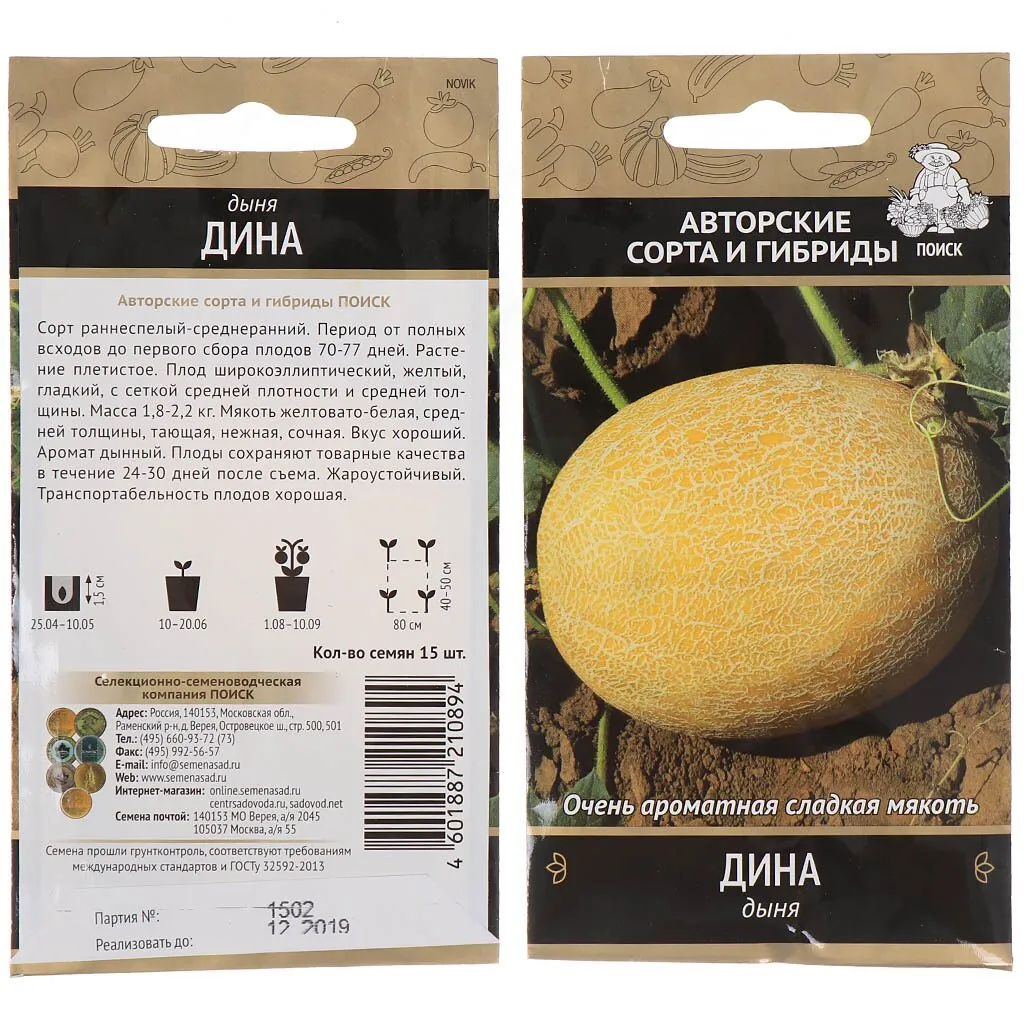 NOVIK
дыня
ДИНА
Авторские сорта и гибриды ПОИСК
Сорт раннеспелый-среднеранний. Период от полных
всходов до первого сбора плодов 70-77 дней. Расте-
ние плетистое. Плод широкоэллиптический, желтый,
гладкий, с сеткой средней плотности и средней тол-
щины. Масса 1,8-2,2 кг. Мякоть желтовато-белая, сред-
ней толщины, тающая, нежная, сочная. Вкус хороший.
Аромат дынный. Плоды сохраняют товарные качества
в течение 24-30 дней после съема. Жароустойчивый.
Транспортабельность плодов хорошая.
1,5 см
40-50 см
25.04-10.05
10-20.06
1.08-10.09
80 см
Кол-во семян 15 шт.
Селекционно-семеноводческая
компания ПОИСК
Адрес: Россия, 140153, Московская обл.,
Раменский р-н, д. Верея, Островецкое ш., стр. 500, 501
Тел.: (495) 660-93-72 (73)
Факс: (495) 992-56-57
E-mail: info@semenasad.ru
Web: www.semenasad.ru
Интернет-магазин: online.semenasad.ru
centrsadovoda.ru, sadovod.net
Семена почтой: 140153 МО Верея, а/я 2045
105037 Москва, а/я 55
Семена прошли грунтконтроль, соответствуют требованиям
международных стандартов и ГОСТу 32592-2013
4 601887 210894
Партия №: 1502
Реализовать до: 12 2019
АВТОРСКИЕ
СОРТА И ГИБРИДЫ
ПОИСК
Очень ароматная сладкая мякоть
ДИНА
дыня